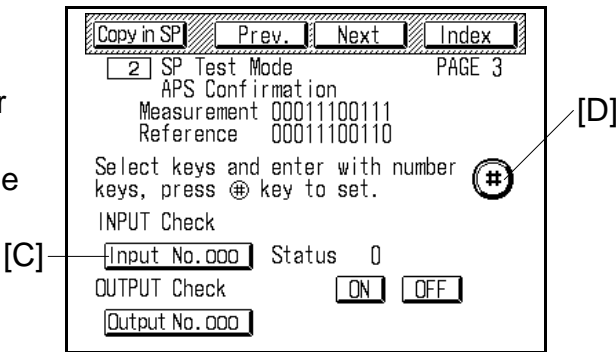 Copy in SP Prev. Next Index
2 SP Test Mode PAGE 3
APS Confirmation
Measurement 00011100111
Reference 00011100110
Select keys and enter with number
keys, press # key to set.
#
[D]
INPUT Check
[C]
Input No.000 Status 0
OUTPUT Check ON OFF
Output No.000
r
e